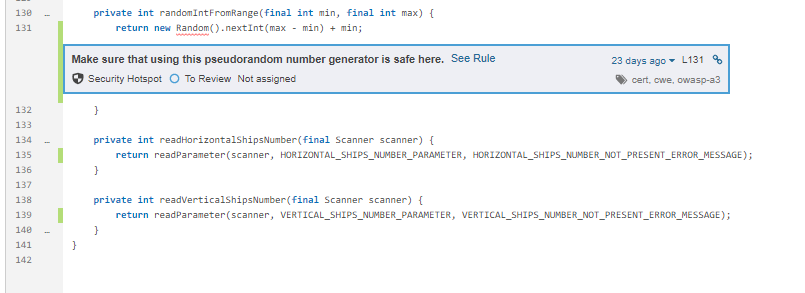 130 private int randomIntFromRange(final int min, final int max) {
131 return new Random().nextInt(max - min) + min;
Make sure that using this pseudorandom number generator is safe here. See Rule 23 days ago L131
Security Hotspot To Review Not assigned cert, cwe, owasp-a3
132 }
133
134 private int readHorizontalShipsNumber(final Scanner scanner) {
135 return readParameter(scanner, HORIZONTAL_SHIPS_NUMBER_PARAMETER, HORIZONTAL_SHIPS_NUMBER_NOT_PRESENT_ERROR_MESSAGE);
136 }
137
138 private int readVerticalShipsNumber(final Scanner scanner) {
139 return readParameter(scanner, VERTICAL_SHIPS_NUMBER_PARAMETER, VERTICAL_SHIPS_NUMBER_NOT_PRESENT_ERROR_MESSAGE);
140 }
141 }
142